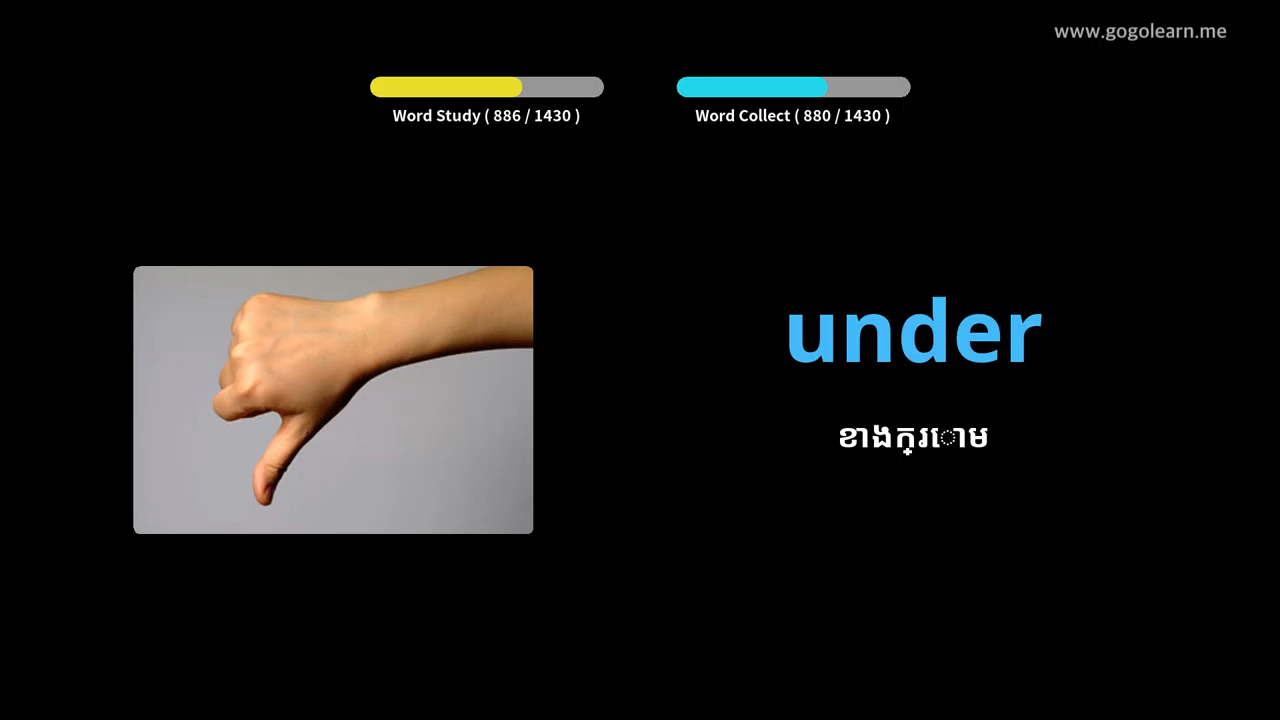 www.gogolearn.me
Word Study ( 886 / 1430 )
Word Collect ( 880 / 1430 )
under
ខាងក្រោម